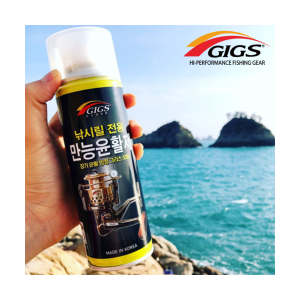 GIGS®
HI-PERFORMANCE FISHING GEAR
GIGS
낚시릴 전용
만능윤활제
MADE IN KOREA